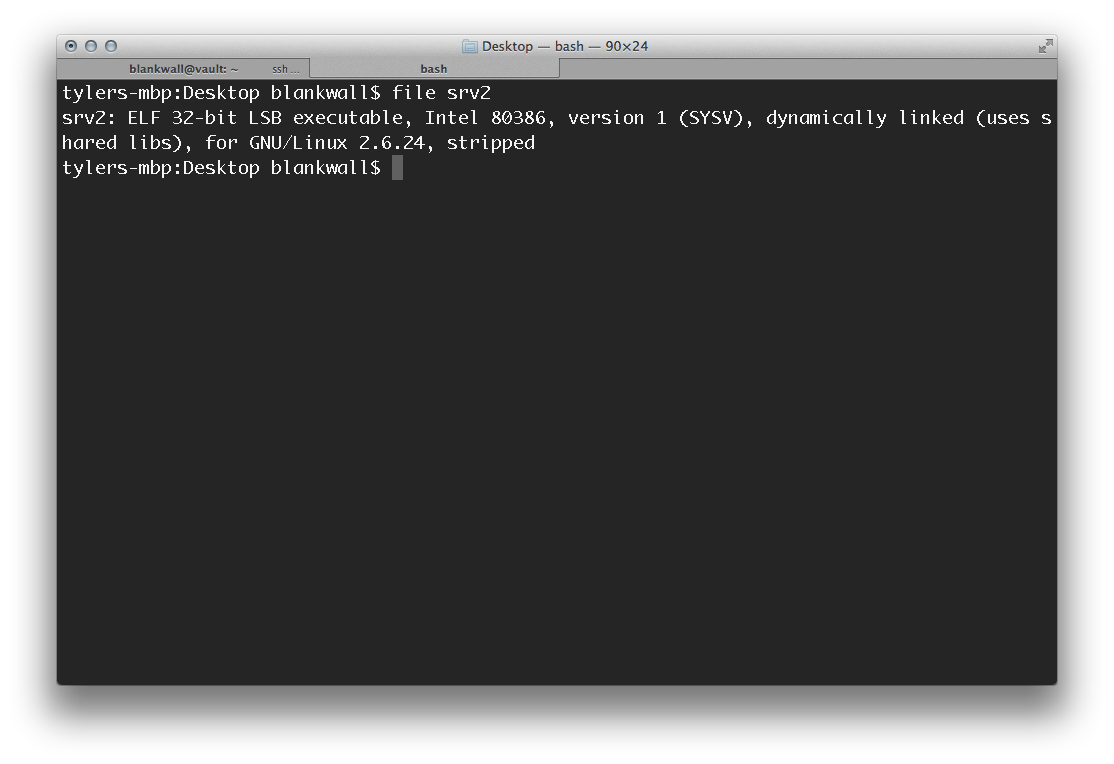 Desktop — bash — 90×24
blankwall@vault: ~ ssh ... bash
tylers-mbp:Desktop blankwall$ file srv2
srv2: ELF 32-bit LSB executable, Intel 80386, version 1 (SYSV), dynamically linked (uses s
hared libs), for GNU/Linux 2.6.24, stripped
tylers-mbp:Desktop blankwall$